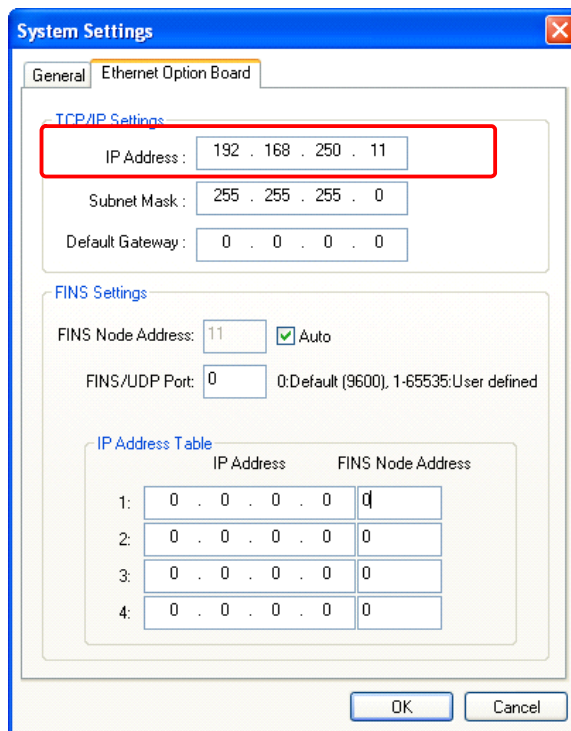 System Settings
General Ethernet Option Board
TCP/IP Settings
IP Address : 192 . 168 . 250 . 11
Subnet Mask : 255 . 255 . 255 . 0
Default Gateway : 0 . 0 . 0 . 0
FINS Settings
FINS Node Address: 11 Auto
FINS/UDP Port: 0 0:Default (9600), 1-65535:User defined
IP Address Table
IP Address FINS Node Address
1: 0 . 0 . 0 . 0 0
2: 0 . 0 . 0 . 0 0
3: 0 . 0 . 0 . 0 0
4: 0 . 0 . 0 . 0 0
OK Cancel